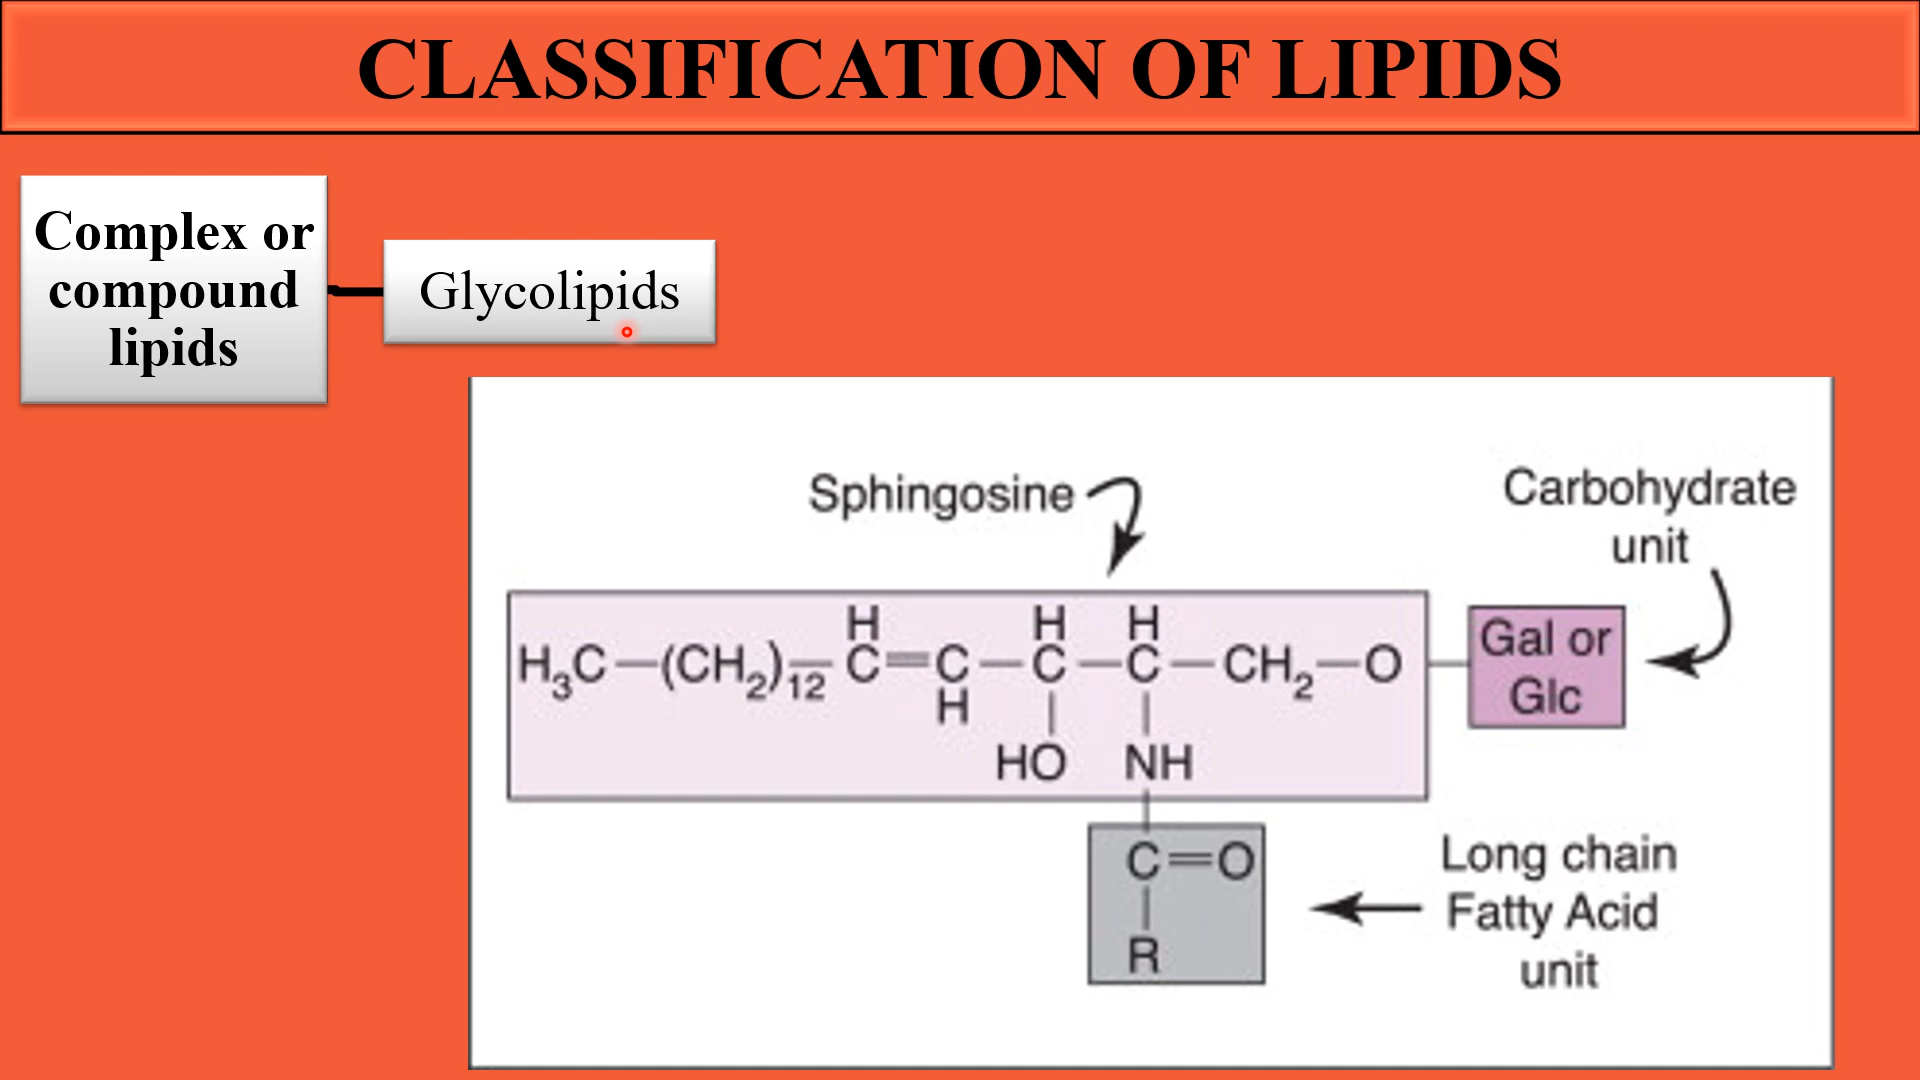 CLASSIFICATION OF LIPIDS
Complex or
compound
lipids
Glycolipids
Sphingosine
Carbohydrate
unit
H H H
H₃C—(CH₂)₁₂—C=C—C—C—CH₂—O
H
HO NH
Gal or
Glc
C=O
R
Long chain
Fatty Acid
unit